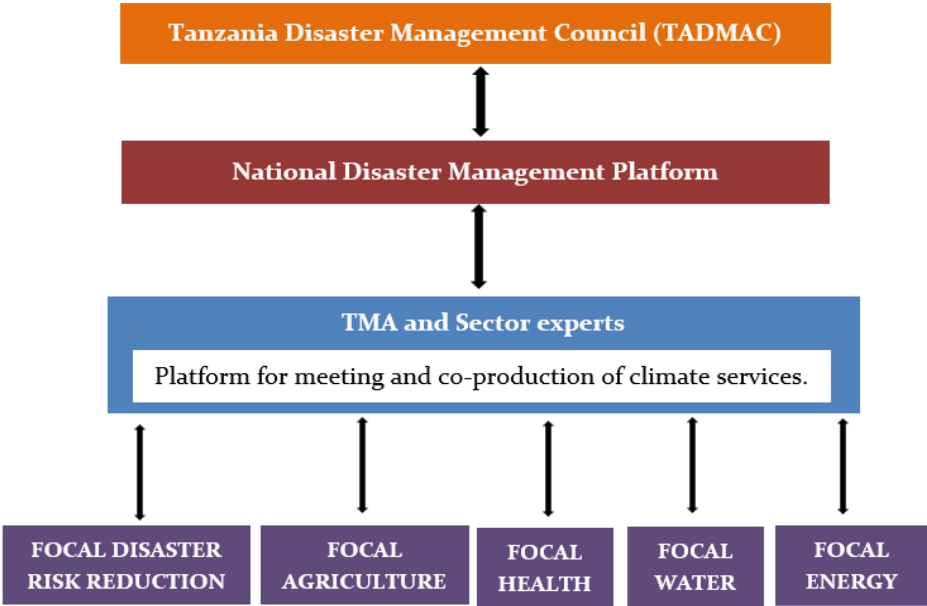 Tanzania Disaster Management Council (TADMAC)
National Disaster Management Platform
TMA and Sector experts
Platform for meeting and co-production of climate services.
FOCAL DISASTER
RISK REDUCTION
FOCAL
AGRICULTURE
FOCAL
HEALTH
FOCAL
WATER
FOCAL
ENERGY